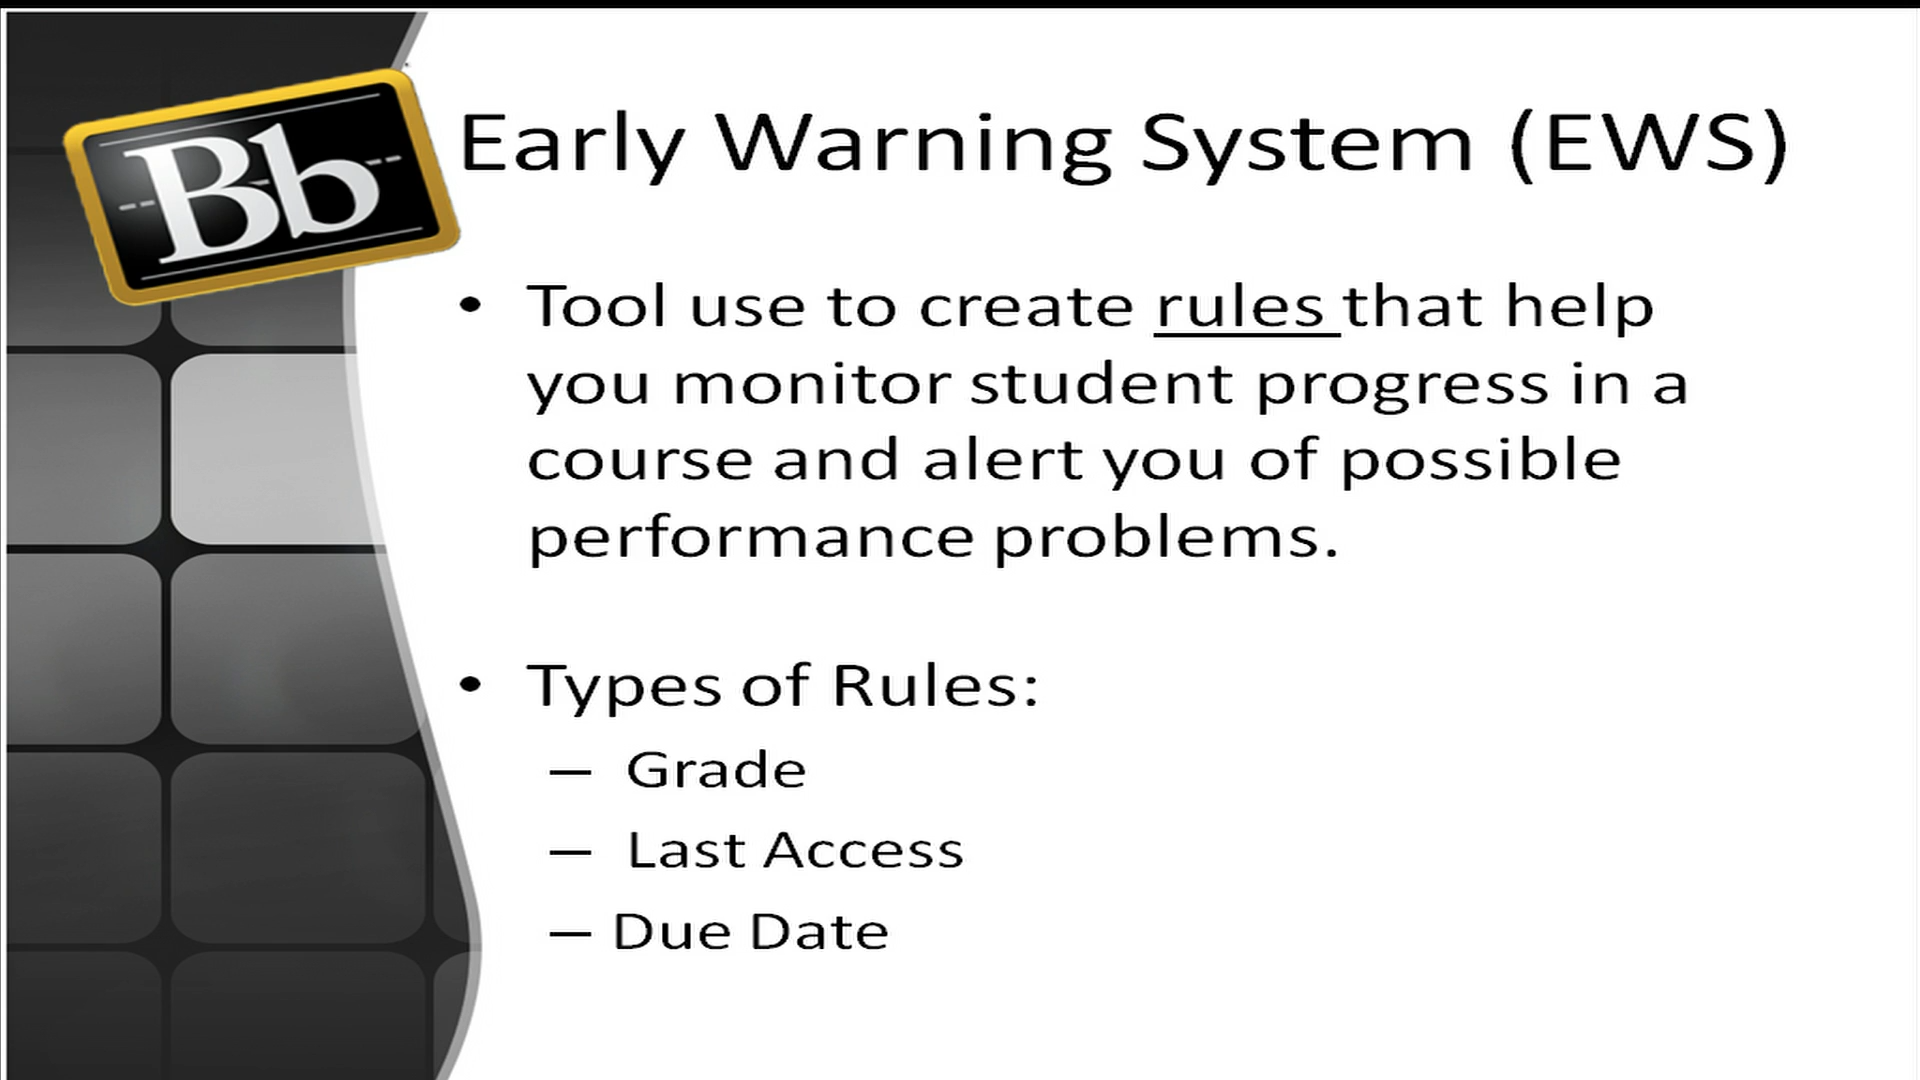 Bb
Early Warning System (EWS)
• Tool use to create rules that help
you monitor student progress in a
course and alert you of possible
performance problems.
• Types of Rules:
– Grade
– Last Access
– Due Date